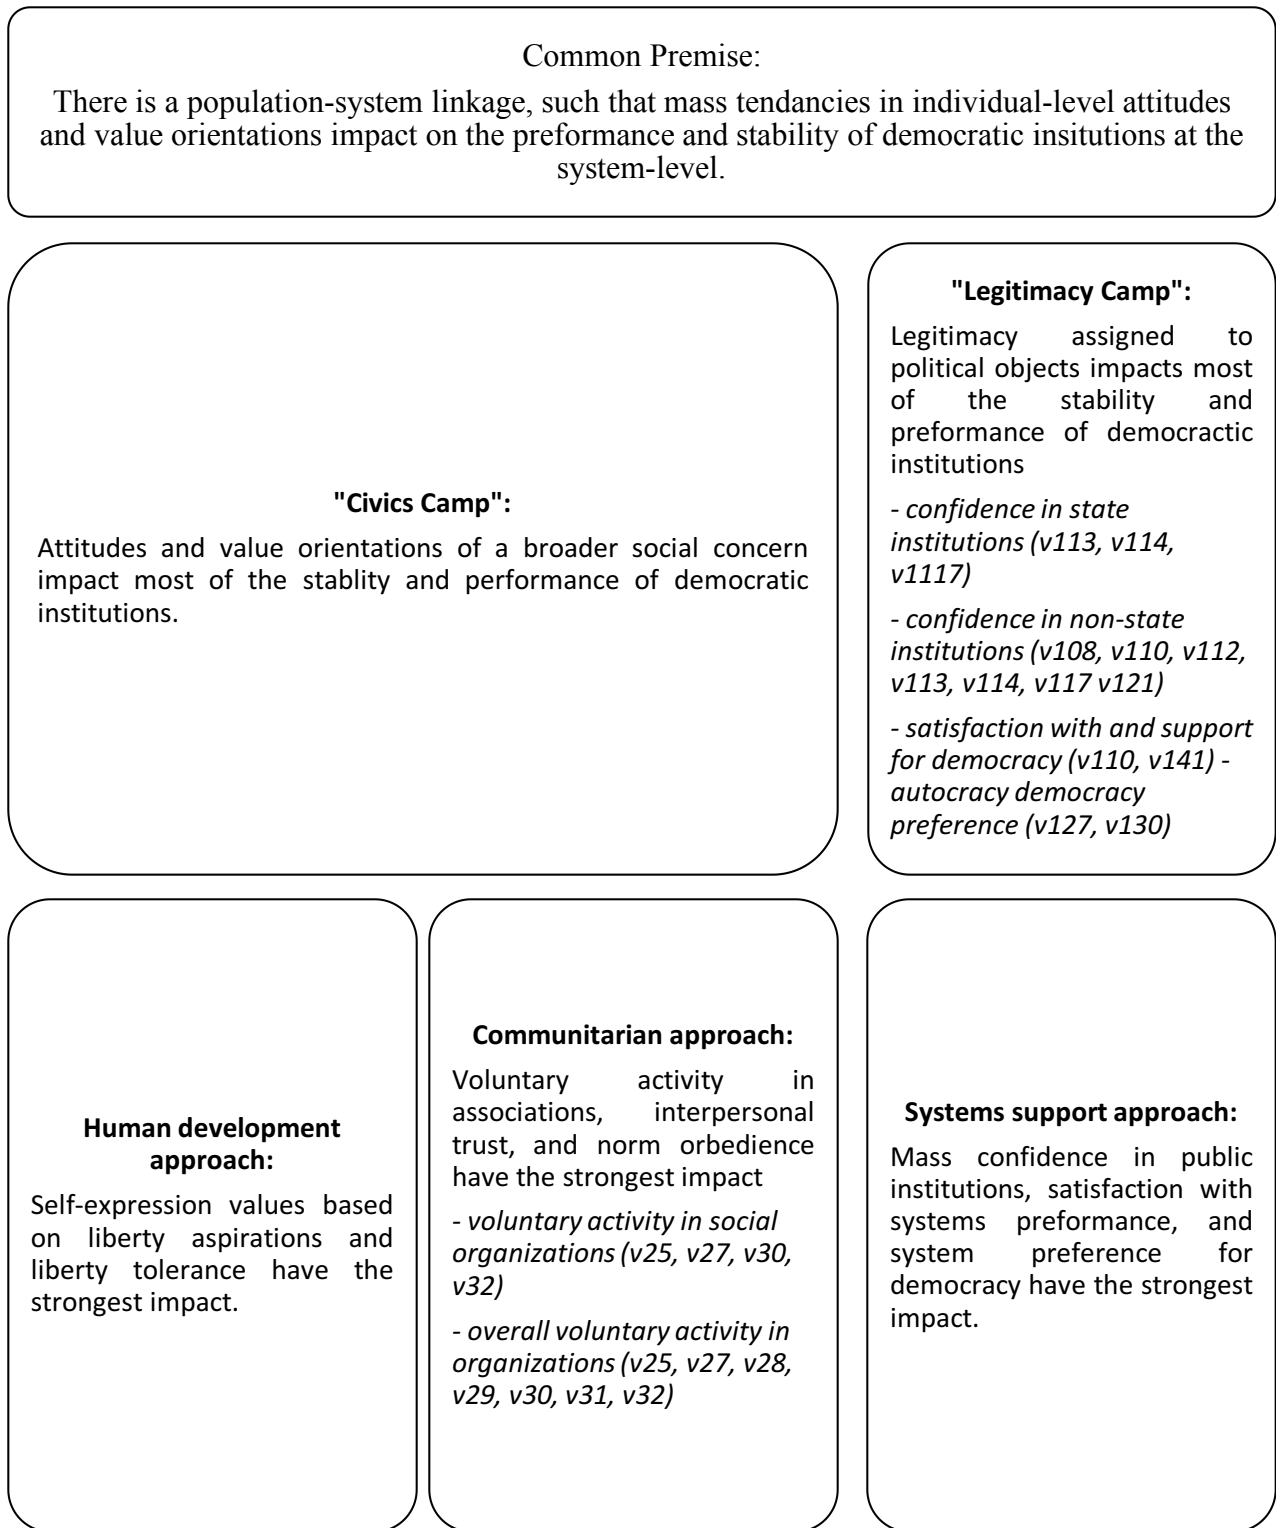 Common Premise:
There is a population-system linkage, such that mass tendancies in individual-level attitudes
and value orientations impact on the preformance and stability of democratic insitutions at the
system-level.
"Civics Camp":
Attitudes and value orientations of a broader social concern
impact most of the stablity and performance of democratic
institutions.
"Legitimacy Camp":
Legitimacy assigned to
political objects impacts most
of the stability and
preformance of democractic
institutions
- confidence in state
institutions (v113, v114,
v1117)
- confidence in non-state
institutions (v108, v110, v112,
v113, v114, v117 v121)
- satisfaction with and support
for democracy (v110, v141) -
autocracy democracy
preference (v127, v130)
Human development
approach:
Self-expression values based
on liberty aspirations and
liberty tolerance have the
strongest impact.
Communitarian approach:
Voluntary activity in
associations, interpersonal
trust, and norm orbedience
have the strongest impact
- voluntary activity in social
organizations (v25, v27, v30,
v32)
- overall voluntary activity in
organizations (v25, v27, v28,
v29, v30, v31, v32)
Systems support approach:
Mass confidence in public
institutions, satisfaction with
systems preformance, and
system preference for
democracy have the strongest
impact.